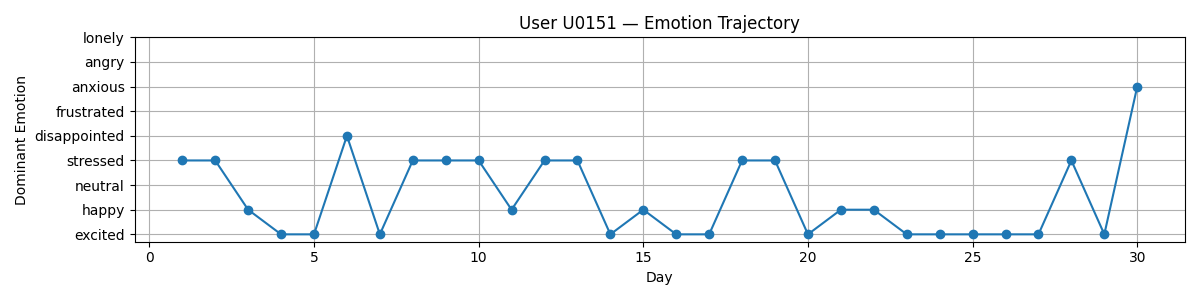 User U0151 — Emotion Trajectory
lonely
angry
anxious
frustrated
disappointed
stressed
neutral
happy
excited
Dominant Emotion
0 5 10 15 20 25 30
Day